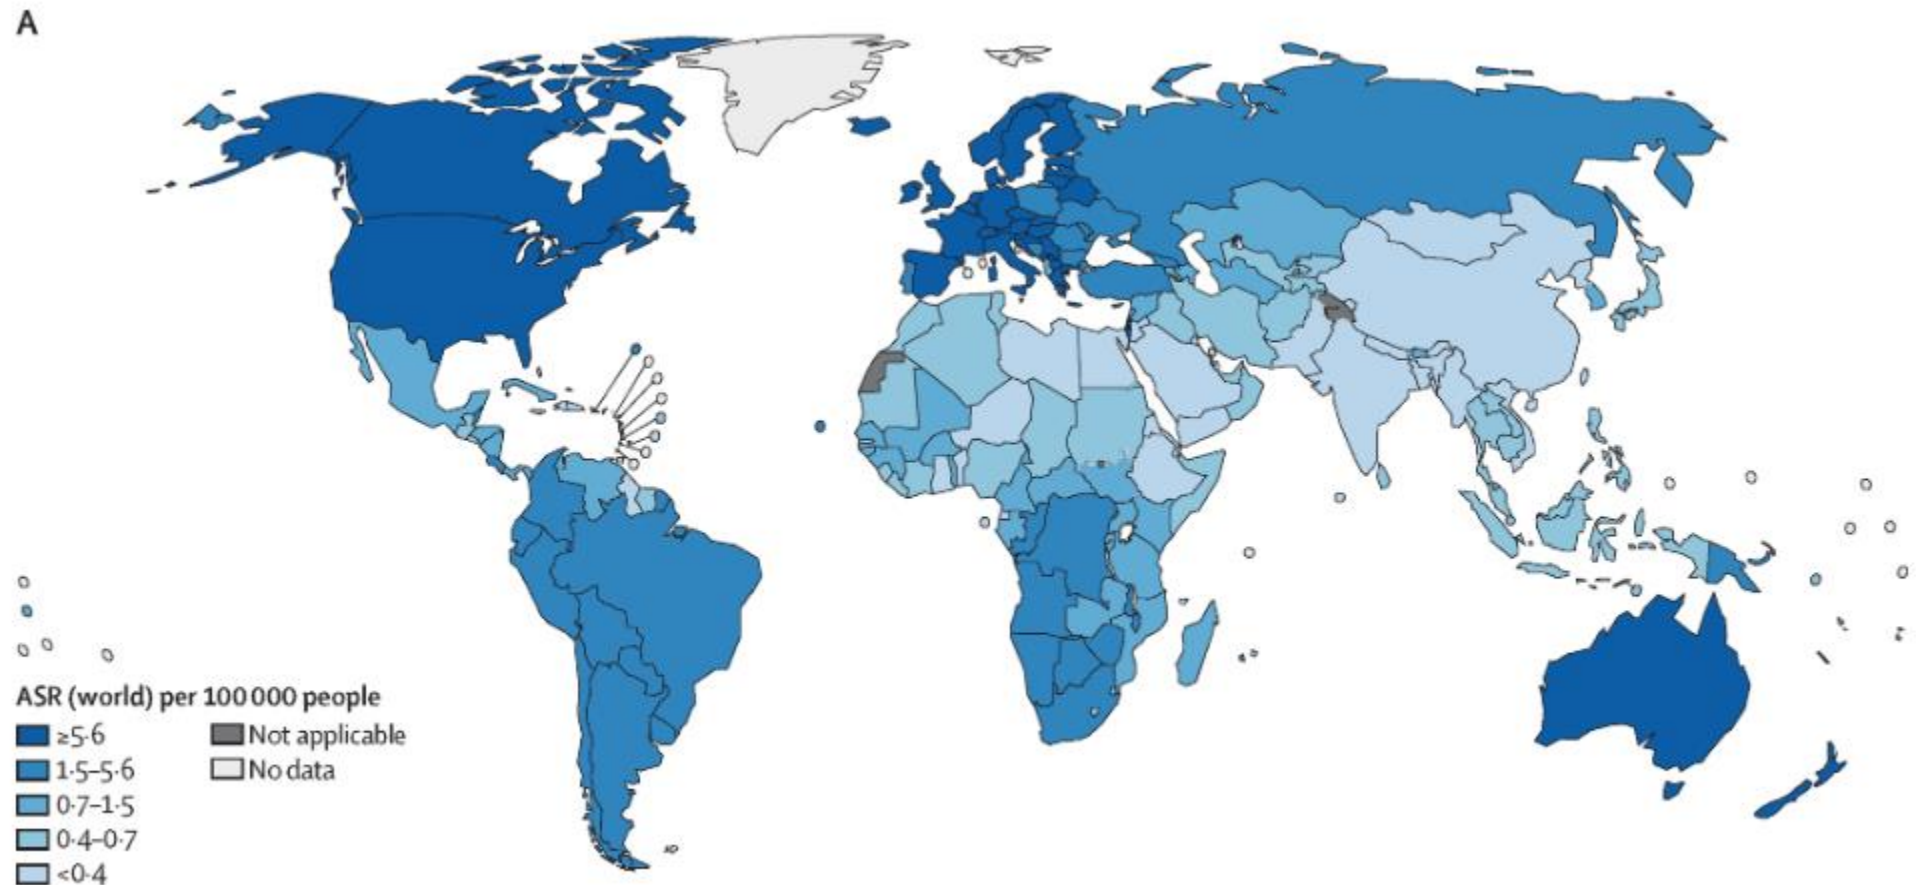 A
ASR (world) per 100 000 people
≥5·6
1·5–5·6
0·7–1·5
0·4–0·7
<0·4
Not applicable
No data